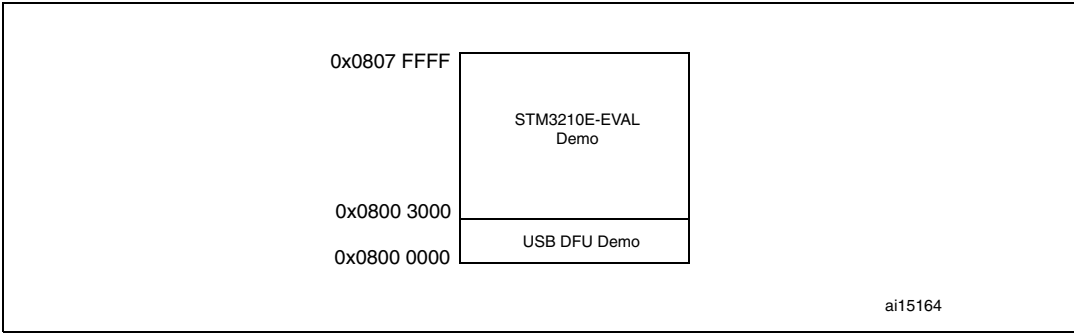 0x0807 FFFF
STM3210E-EVAL
Demo
0x0800 3000
USB DFU Demo
0x0800 0000
ai15164